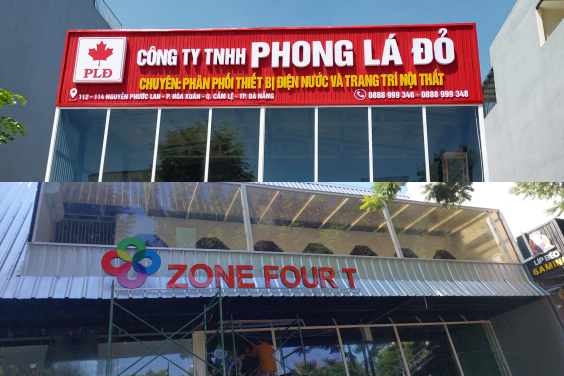 PLĐ
CÔNG TY TNHH PHONG LÁ ĐỎ
CHUYÊN: PHÂN PHỐI THIẾT BỊ ĐIỆN NƯỚC VÀ TRANG TRÍ NỘI THẤT
112 - 114 NGUYỄN PHƯỚC LAN - P. HÒA XUÂN - Q. CẨM LỆ - TP. ĐÀ NẴNG
0888 999 346 - 0888 999 348
ZONE FOUR T
GAMING